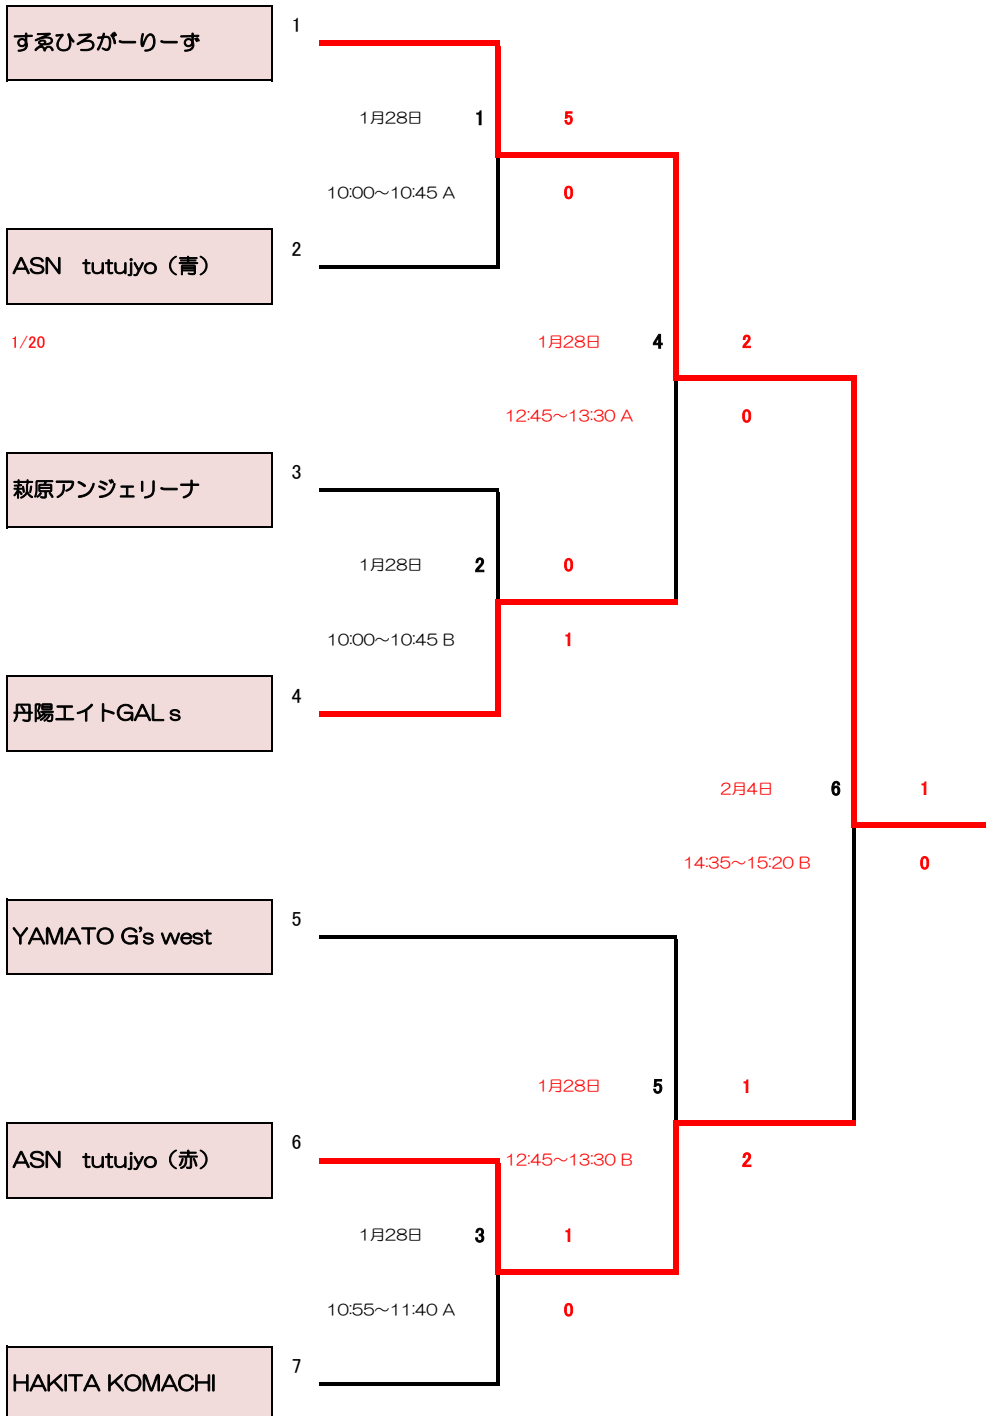 すゑひろがーりーず
1
1月28日
1
5
10:00～10:45 A
0
ASN　tutujyo（青）
2
1/20
1月28日
4
2
12:45～13:30 A
0
萩原アンジェリーナ
3
1月28日
2
0
10:00～10:45 B
1
丹陽エイトGAL s
4
2月4日
6
1
14:35～15:20 B
0
YAMATO G's west
5
1月28日
5
1
ASN　tutujyo（赤）
6
12:45～13:30 B
2
1月28日
3
1
10:55～11:40 A
0
HAKITA KOMACHI
7